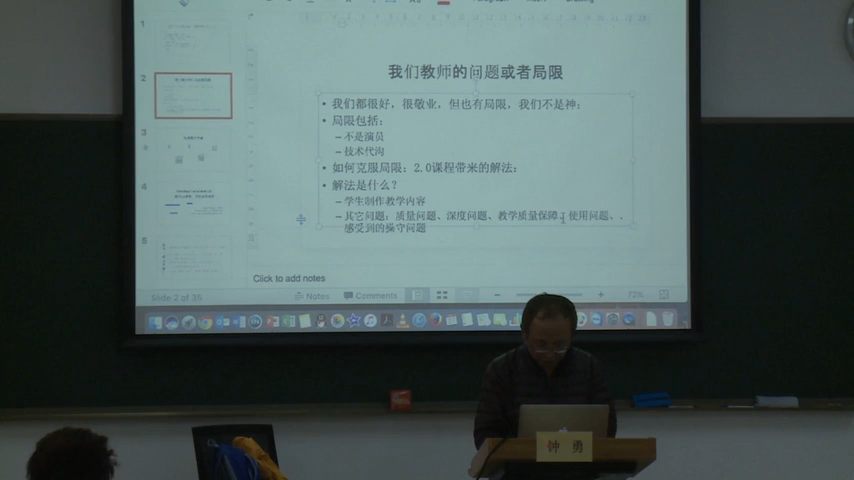 1
2
3
4
5
我们教师的问题或者局限
• 我们都很好，很敬业，但也有局限，我们不是神；
• 局限包括：
– 不是演员
– 技术代沟
• 如何克服局限：2.0课程带来的解法：
• 解法是什么？
– 学生制作教学内容
– 其它问题：质量问题、深度问题、教学质量保障、使用问题、，
感受到的操守问题
Click to add notes
Slide 2 of 35
Notes
Comments
72%
钟 勇